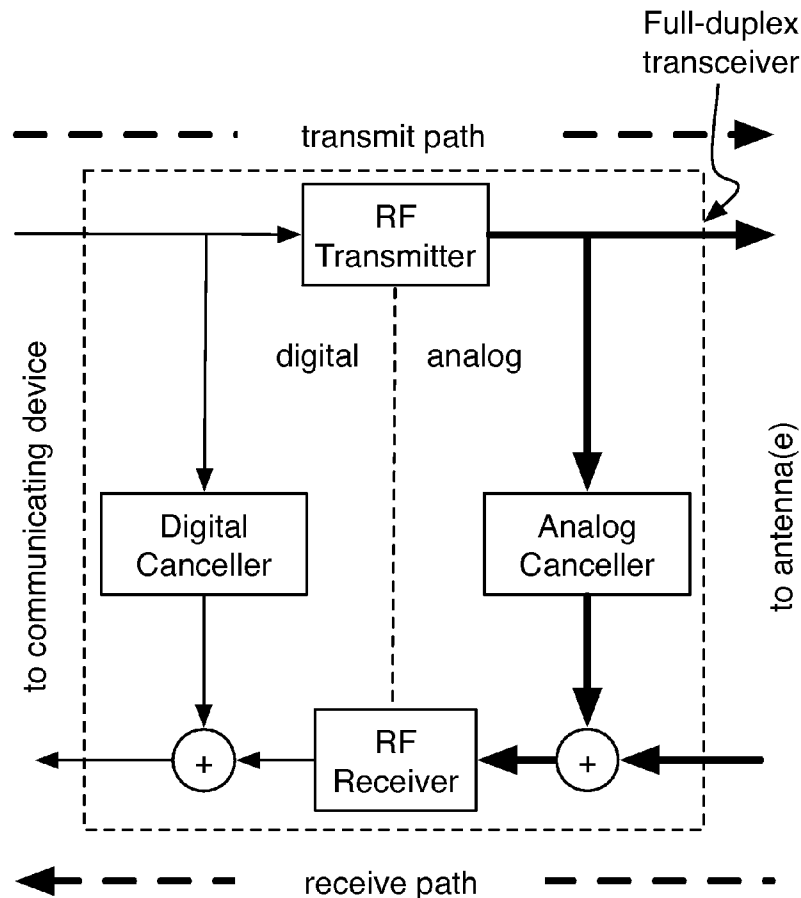 Full-duplex
transceiver
transmit path
RF
Transmitter
digital
analog
to communicating device
Digital
Canceller
Analog
Canceller
to antenna(e)
+
RF
Receiver
+
receive path